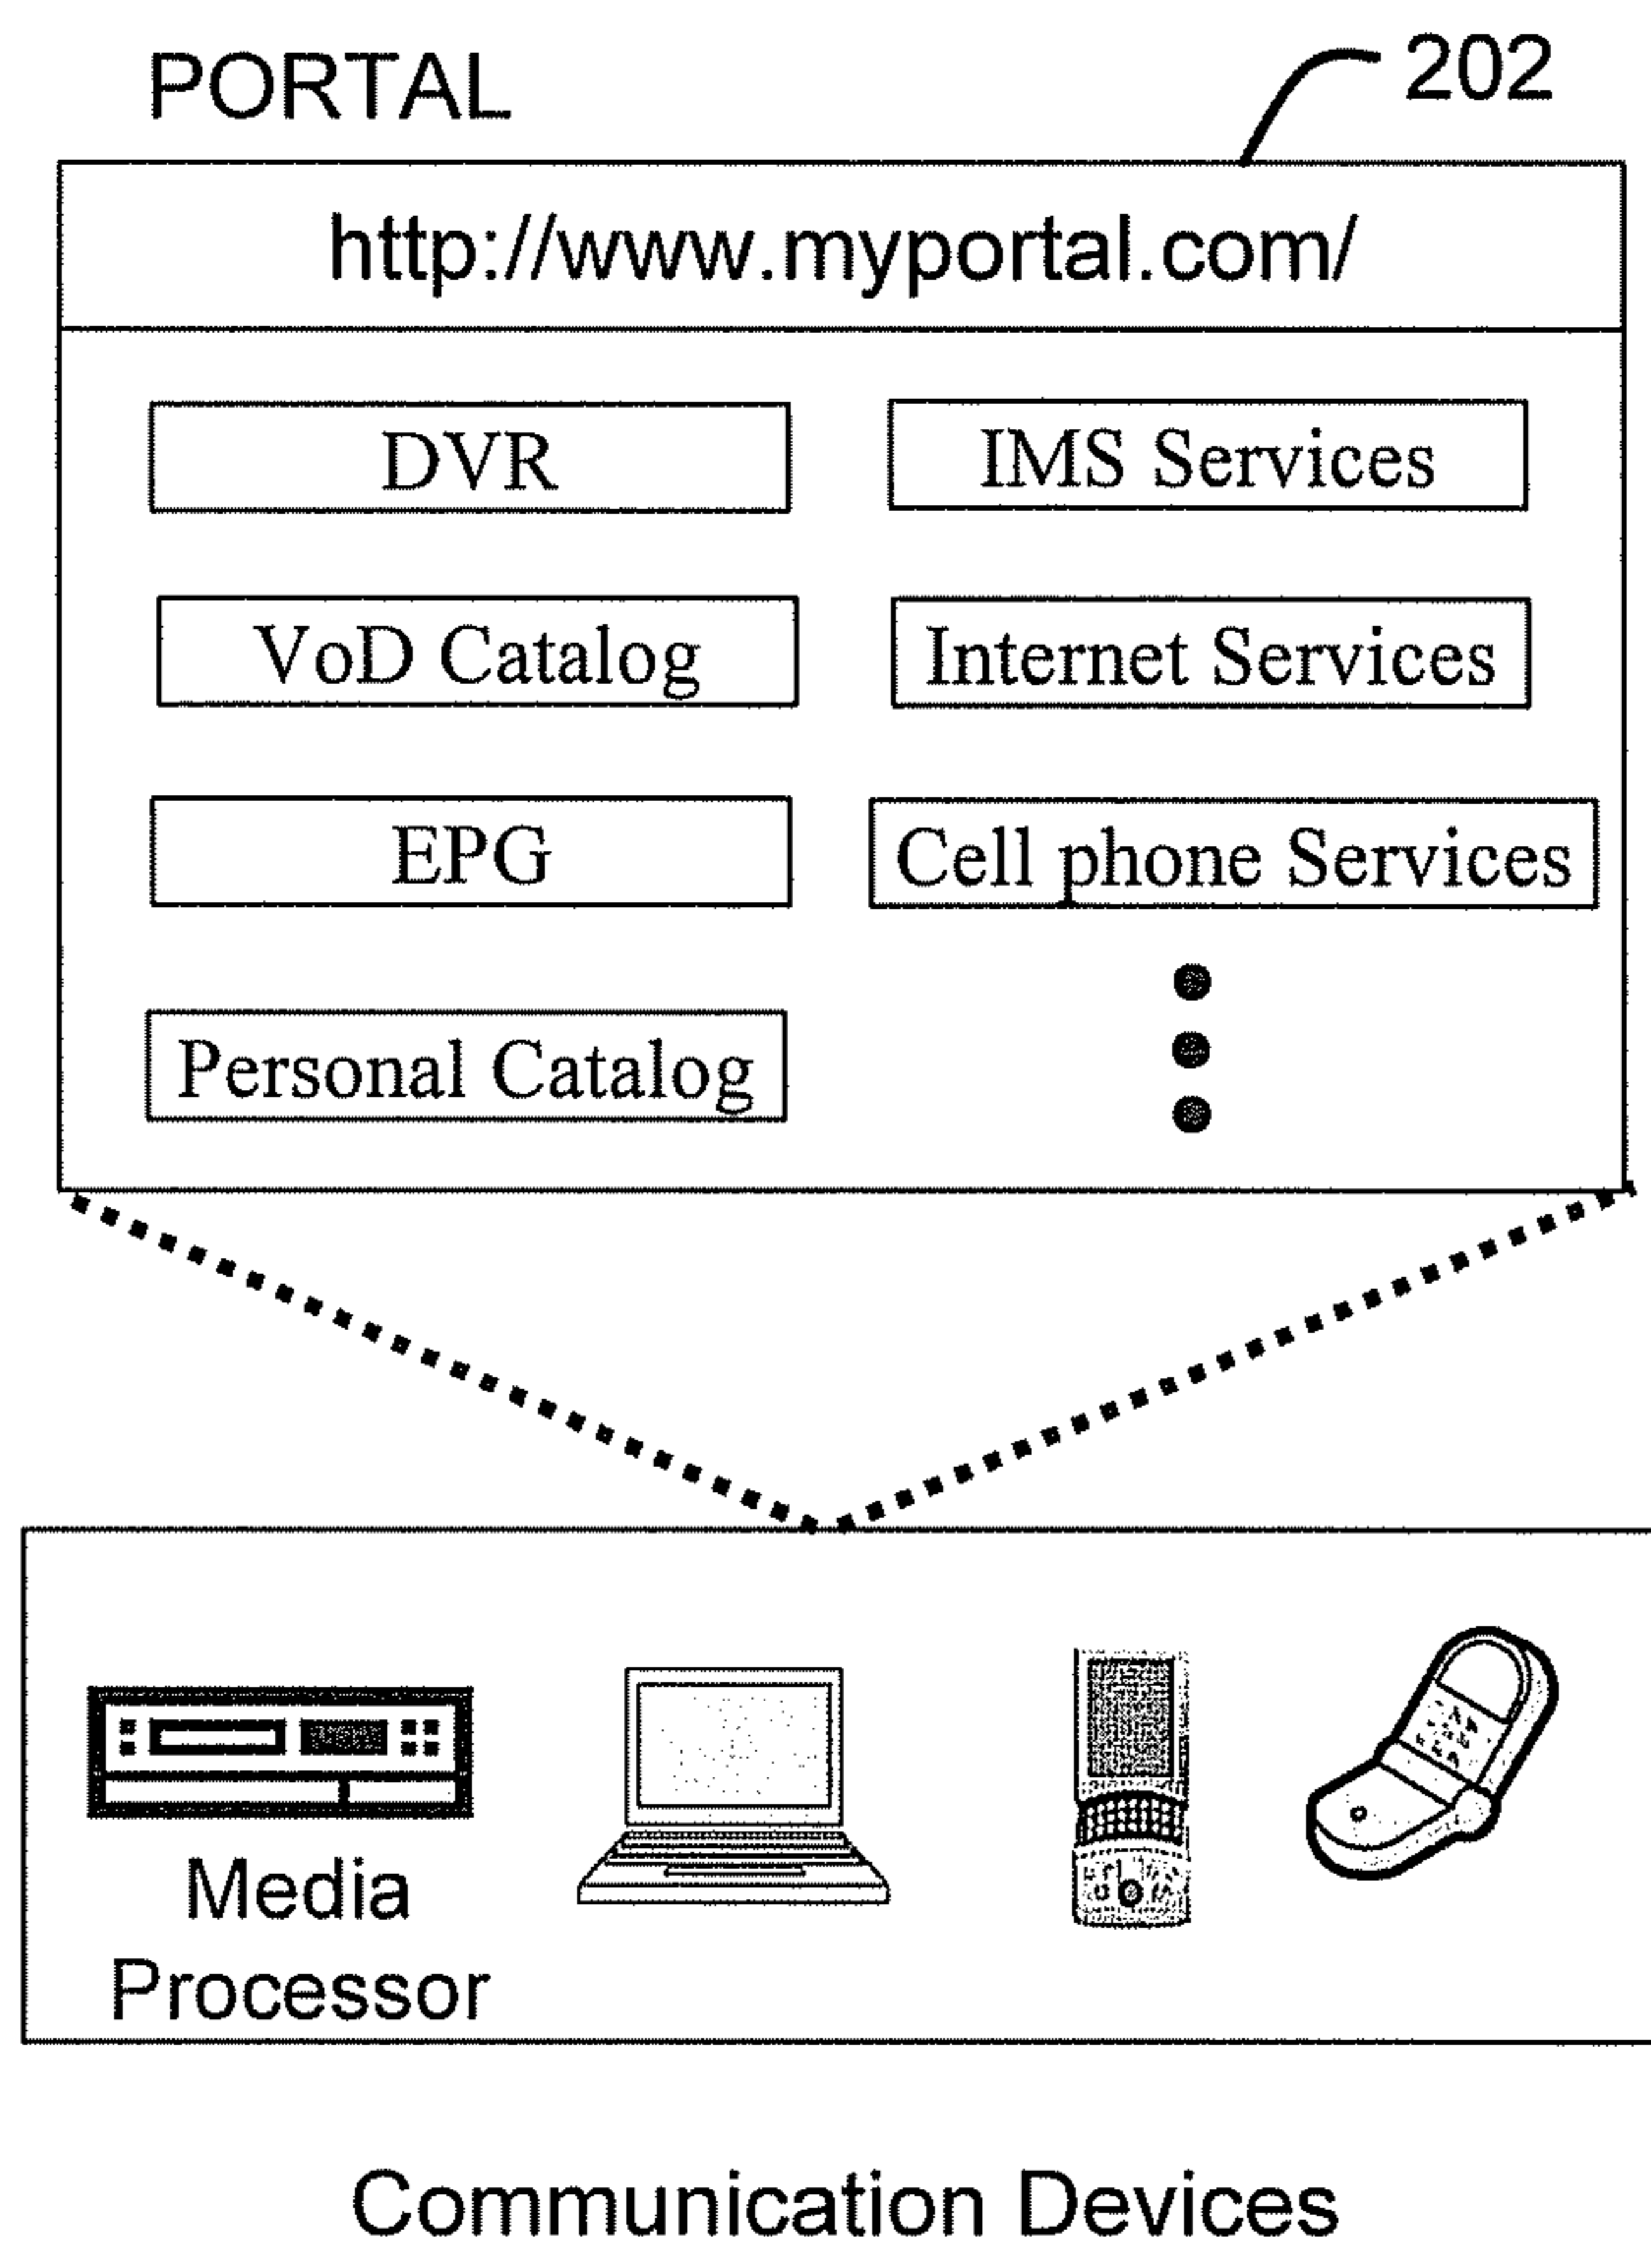 PORTAL
202
http://www.myportal.com/
DVR
IMS Services
VoD Catalog
Internet Services
EPG
Cell phone Services
Personal Catalog
Media
Processor
Communication Devices